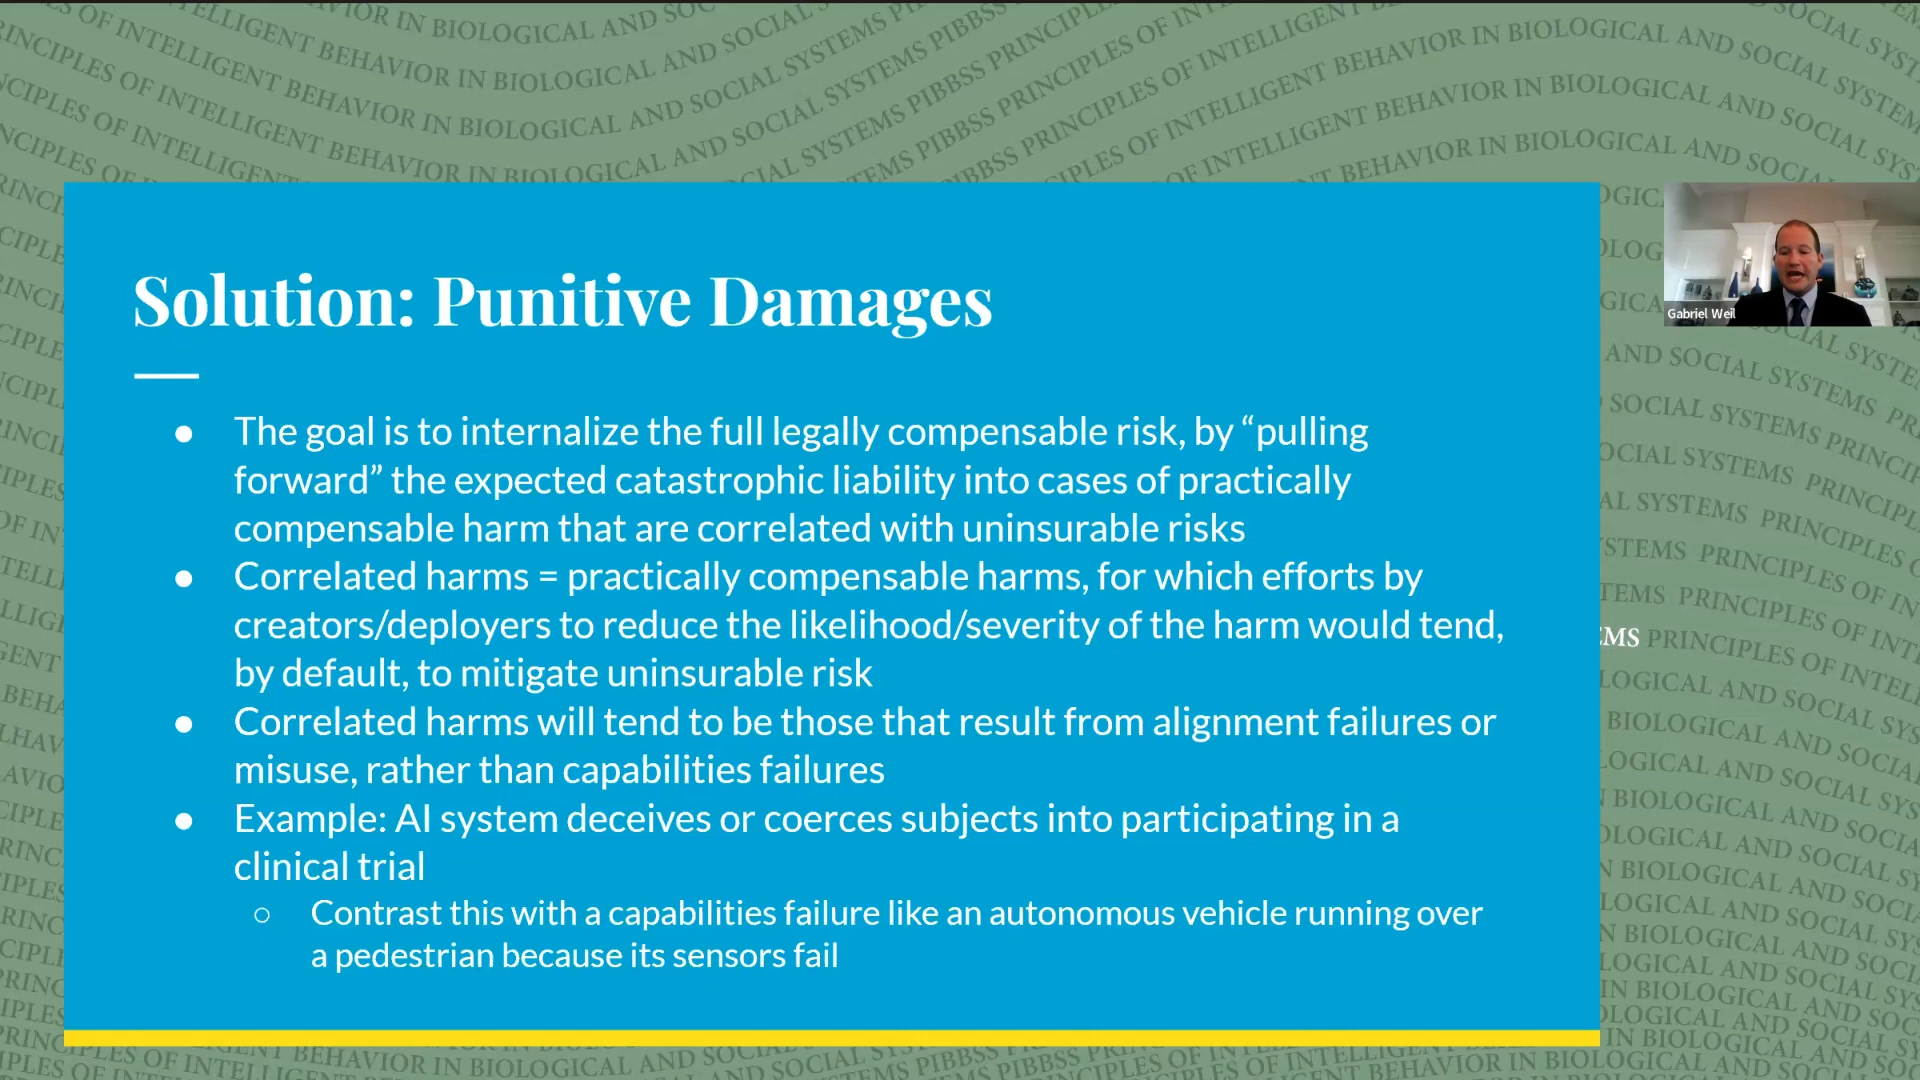 Solution: Punitive Damages
● The goal is to internalize the full legally compensable risk, by “pulling
forward” the expected catastrophic liability into cases of practically
compensable harm that are correlated with uninsurable risks
● Correlated harms = practically compensable harms, for which efforts by
creators/deployers to reduce the likelihood/severity of the harm would tend,
by default, to mitigate uninsurable risk
● Correlated harms will tend to be those that result from alignment failures or
misuse, rather than capabilities failures
● Example: AI system deceives or coerces subjects into participating in a
clinical trial
○ Contrast this with a capabilities failure like an autonomous vehicle running over
a pedestrian because its sensors fail
Gabriel Weil
PRINCIPLES OF INTELLIGENT BEHAVIOR IN BIOLOGICAL AND SOCIAL SYSTEMS PIBBSS